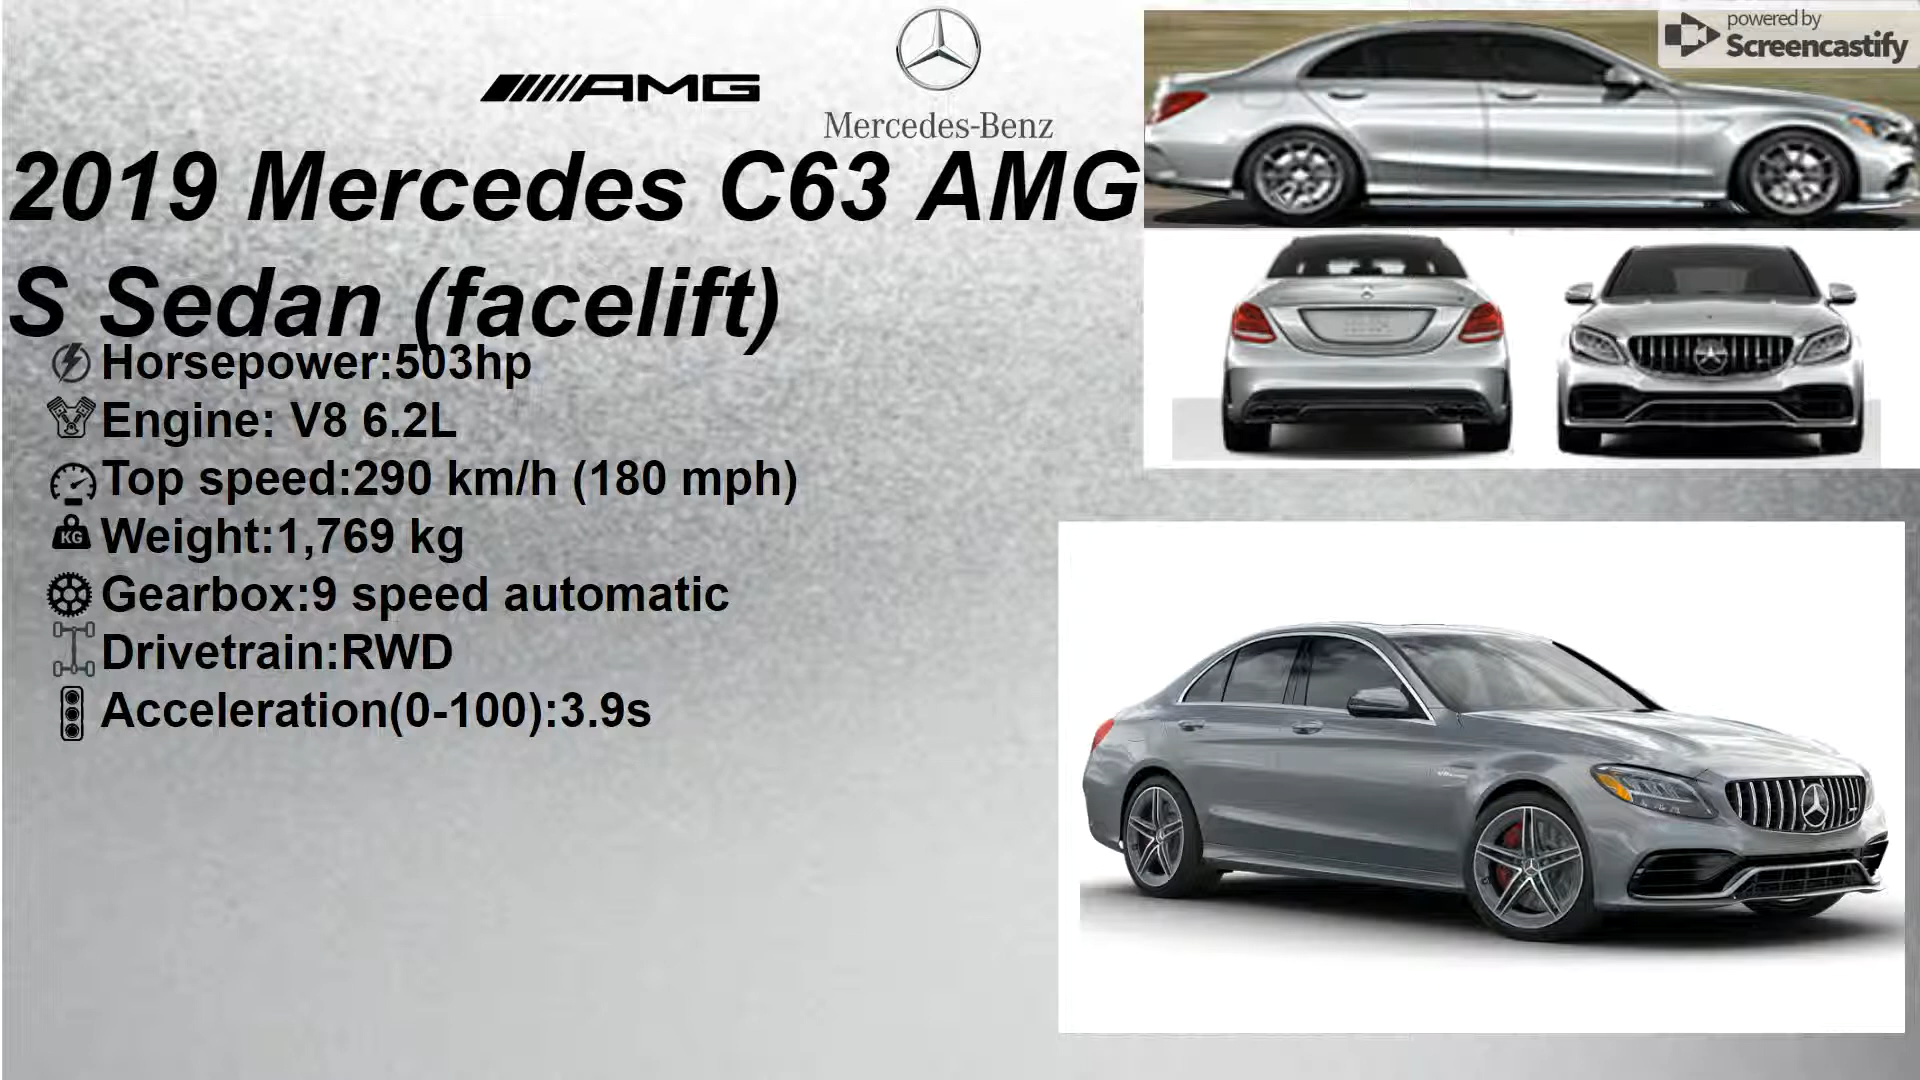 powered by
Screencastify
AMG
Mercedes-Benz
2019 Mercedes C63 AMG
S Sedan (facelift)
Horsepower:503hp
Engine: V8 6.2L
Top speed:290 km/h (180 mph)
KG
Weight:1,769 kg
Gearbox:9 speed automatic
Drivetrain:RWD
Acceleration(0-100):3.9s